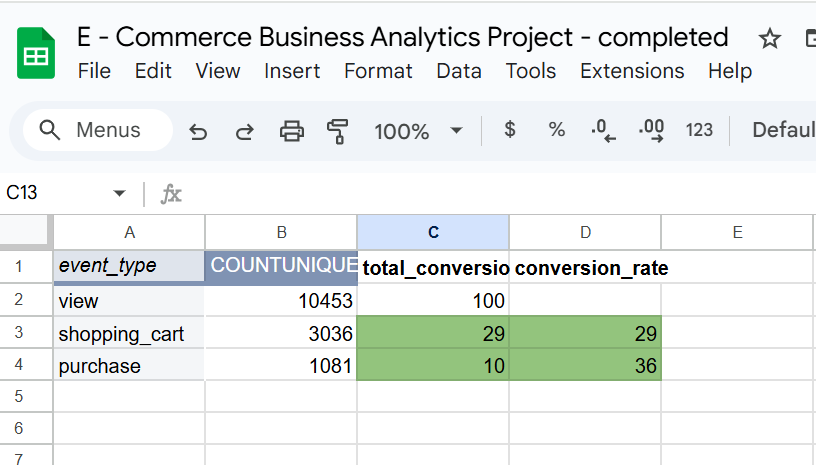 E - Commerce Business Analytics Project - completed
File Edit View Insert Format Data Tools Extensions Help
Menus 100% $ % .0 .00 123 Defaul
C13 fx
A B C D E
1 event_type COUNTUNIQUE total_conversio conversion_rate
2 view 10453 100
3 shopping_cart 3036 29 29
4 purchase 1081 10 36
5
6
7